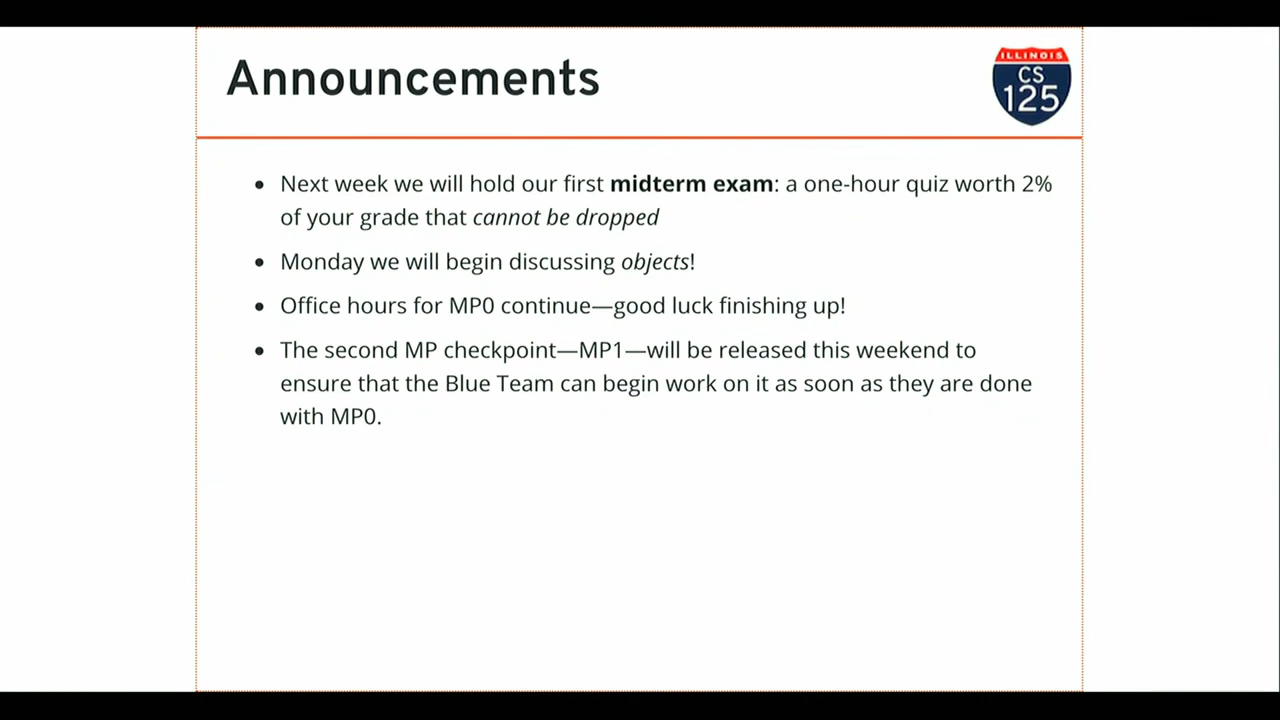 Announcements
ILLINOIS
CS
125
• Next week we will hold our first midterm exam: a one-hour quiz worth 2%
of your grade that cannot be dropped
• Monday we will begin discussing objects!
• Office hours for MP0 continue—good luck finishing up!
• The second MP checkpoint—MP1—will be released this weekend to
ensure that the Blue Team can begin work on it as soon as they are done
with MP0.